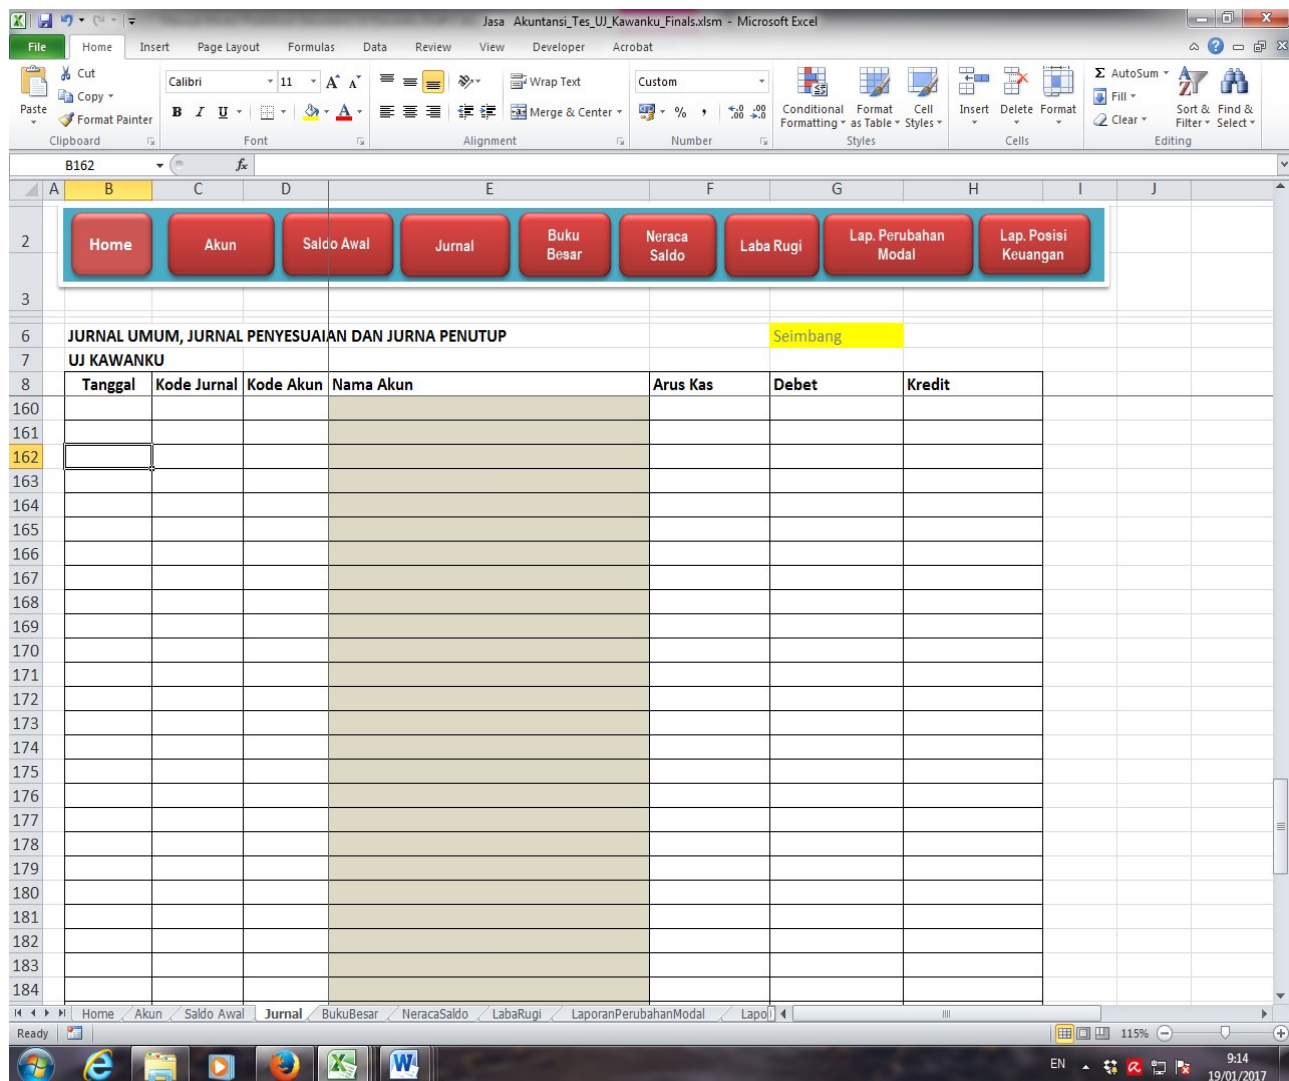 Jasa Akuntansi_Tes_UJ_Kawanku_Finals.xlsm - Microsoft Excel
File Home Insert Page Layout Formulas Data Review View Developer Acrobat
Paste Cut Copy Format Painter
Calibri 11 A A Wrap Text Custom
B I U A Merge & Center % , .0 .00 .00 .0
Conditional Formatting Format as Table Cell Styles Insert Delete Format
Σ AutoSum Fill Clear Sort & Filter Find & Select
Clipboard Font Alignment Number Styles Cells Editing
B162 fx
A B C D E F G H I J
2
Home Akun Saldo Awal Jurnal Buku Besar Neraca Saldo Laba Rugi Lap. Perubahan Modal Lap. Posisi Keuangan
3
6 JURNAL UMUM, JURNAL PENYESUAIAN DAN JURNA PENUTUP Seimbang
7 UJ KAWANKU
8 Tanggal Kode Jurnal Kode Akun Nama Akun Arus Kas Debet Kredit
160
161
162
163
164
165
166
167
168
169
170
171
172
173
174
175
176
177
178
179
180
181
182
183
184
Home Akun Saldo Awal Jurnal BukuBesar NeracaSaldo LabaRugi LaporanPerubahanModal Lapo
Ready 115%
EN 9:14
19/01/2017